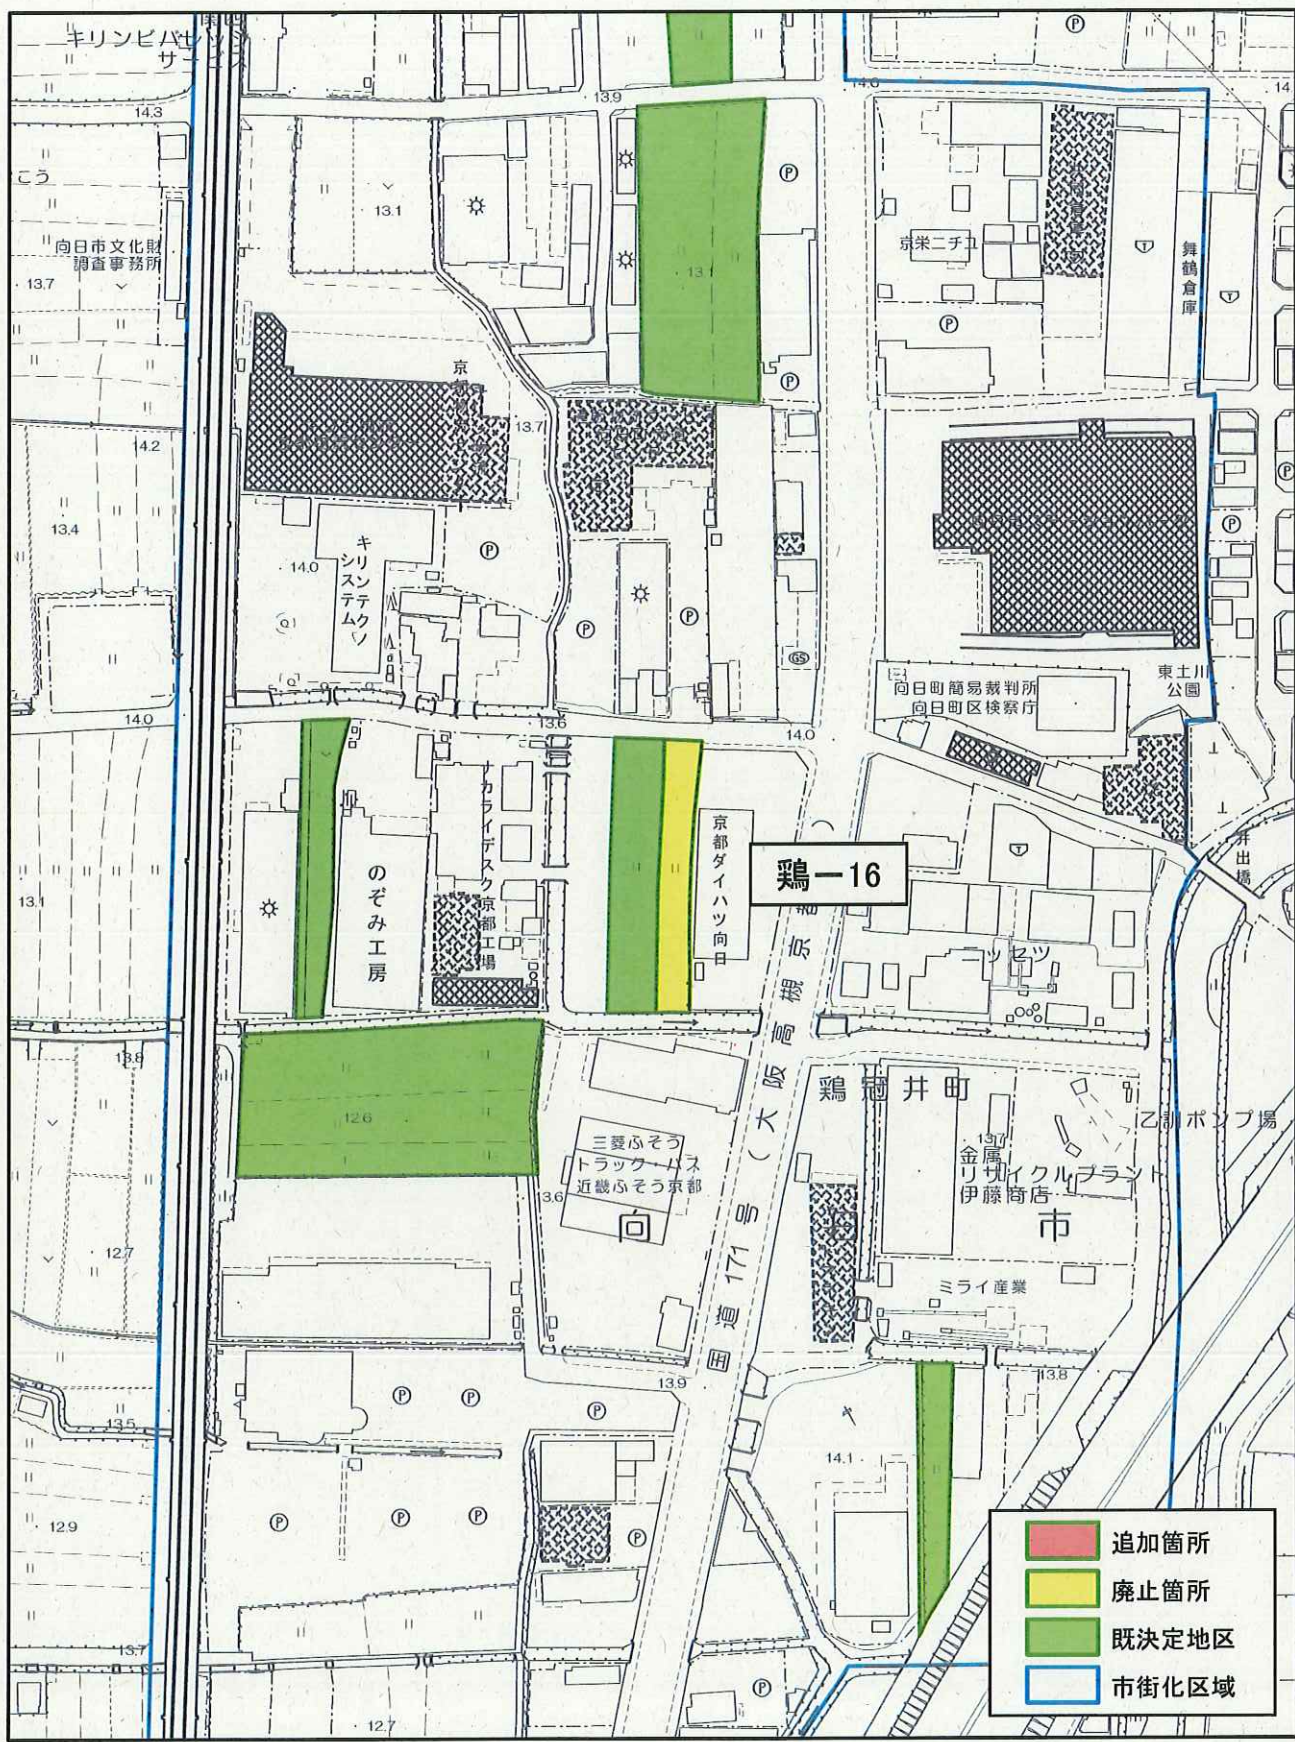 キリンビバレッジ
サービス
14.3
13.9
14.0
こう
向日市文化財
調査事務所
13.7
13.1
13.1
京栄ニチユ
舞鶴倉庫
14.2
13.7
13.4
14.0
キリンテクノ
システム
向日町簡易裁判所
向日町区検察庁
東土川
公園
14.0
13.6
14.0
井出橋
ナカライデスク京都工場
京都ダイハツ向日
鶏ー16
のぞみ工房
13.1
ニッセツ
13.8
12.6
鶏冠井町
乙訓ポンプ場
三菱ふそう
トラック・バス
近畿ふそう京都
3.6
向
市
13.7
金属
リサイクルプラント
伊藤商店
国道171号(大阪高槻京都)
12.7
ミライ産業
13.9
13.8
13.5
14.1
12.9
13.7
12.7
追加箇所
廃止箇所
既決定地区
市街化区域